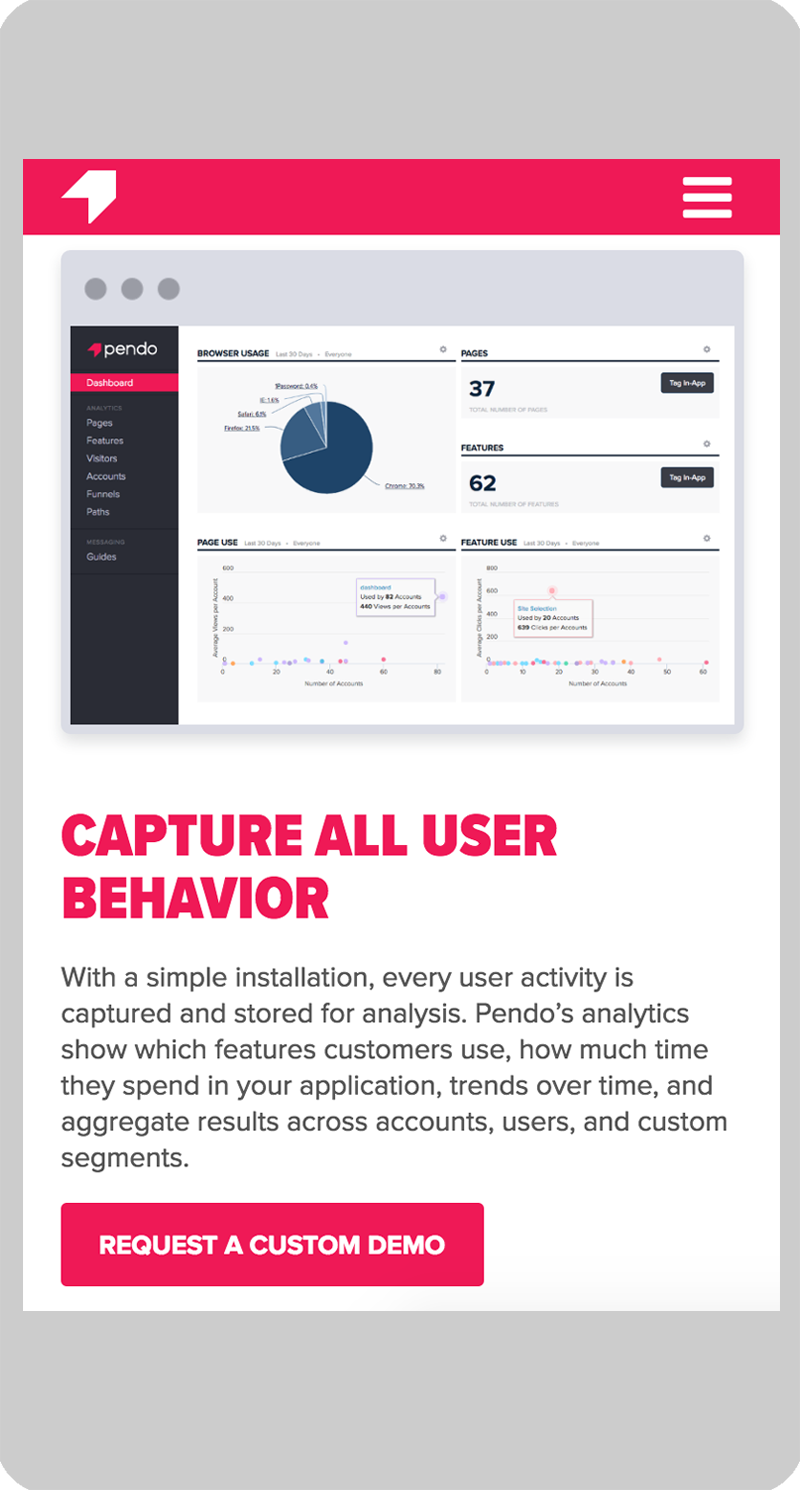 pendo
Dashboard
ANALYTICS
Pages
Features
Visitors
Accounts
Funnels
Paths
MESSAGING
Guides
BROWSER USAGE Last 30 Days • Everyone
1Password: 0.4%
IE: 1.6%
Safari: 6.1%
Firefox: 21.5%
Chrome: 70.3%
PAGES
37
Tag In-App
TOTAL NUMBER OF PAGES
FEATURES
62
Tag In-App
TOTAL NUMBER OF FEATURES
PAGE USE Last 30 Days • Everyone
Average Views per Account
600
400
200
0
dashboard
Used by 82 Accounts
440 Views per Accounts
0 20 40 60 80
Number of Accounts
FEATURE USE Last 30 Days • Everyone
Average Clicks per Account
800
600
400
200
0
Site Selection
Used by 20 Accounts
639 Clicks per Accounts
0 10 20 30 40 50 60
Number of Accounts
CAPTURE ALL USER
BEHAVIOR
With a simple installation, every user activity is
captured and stored for analysis. Pendo’s analytics
show which features customers use, how much time
they spend in your application, trends over time, and
aggregate results across accounts, users, and custom
segments.
REQUEST A CUSTOM DEMO